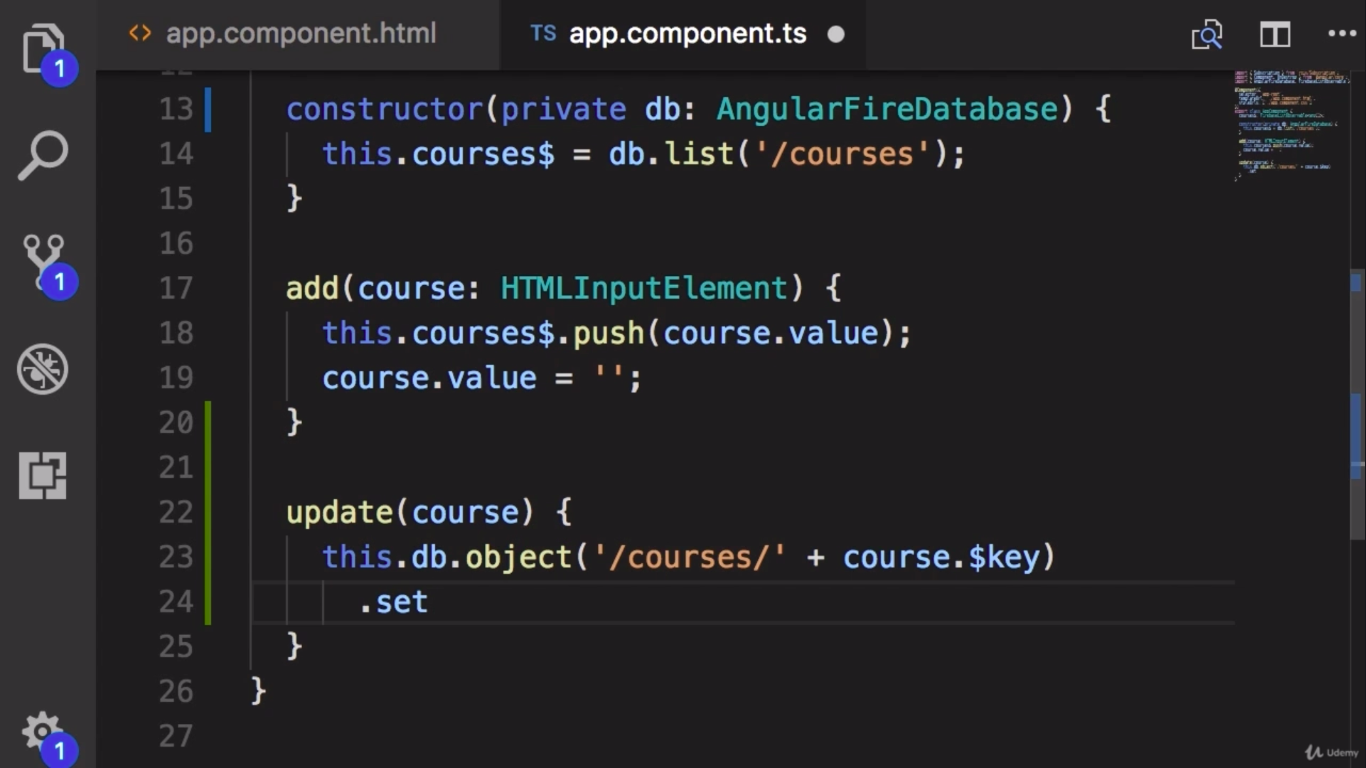 1
1
1
<> app.component.html
TS app.component.ts
12
13 constructor(private db: AngularFireDatabase) {
14 this.courses$ = db.list('/courses');
15 }
16
17 add(course: HTMLInputElement) {
18 this.courses$.push(course.value);
19 course.value = '';
20 }
21
22 update(course) {
23 this.db.object('/courses/' + course.$key)
24 .set
25 }
26 }
27
Udemy